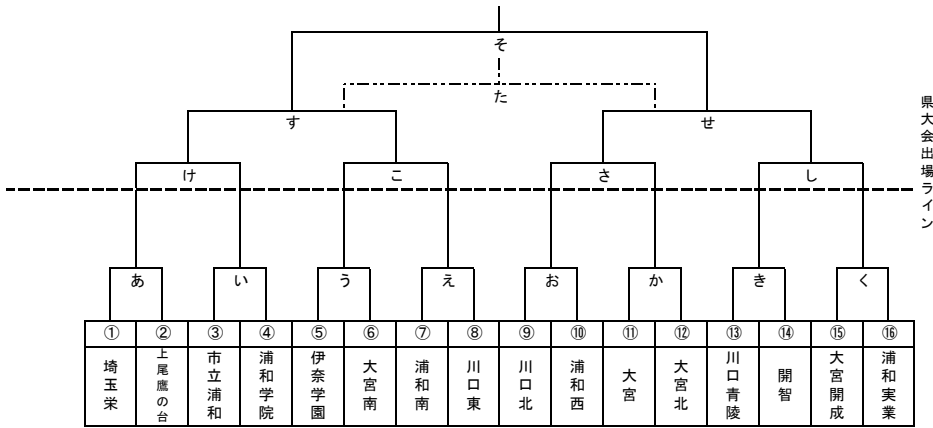 そ
た
す
せ
県大会出場ライン
け
こ
さ
し
あ
い
う
え
お
か
き
く
①
②
③
④
⑤
⑥
⑦
⑧
⑨
⑩
⑪
⑫
⑬
⑭
⑮
⑯
埼玉栄
上尾鷹の台
市立浦和
浦和学院
伊奈学園
大宮南
浦和南
川口東
川口北
浦和西
大宮
大宮北
川口青陵
開智
大宮開成
浦和実業